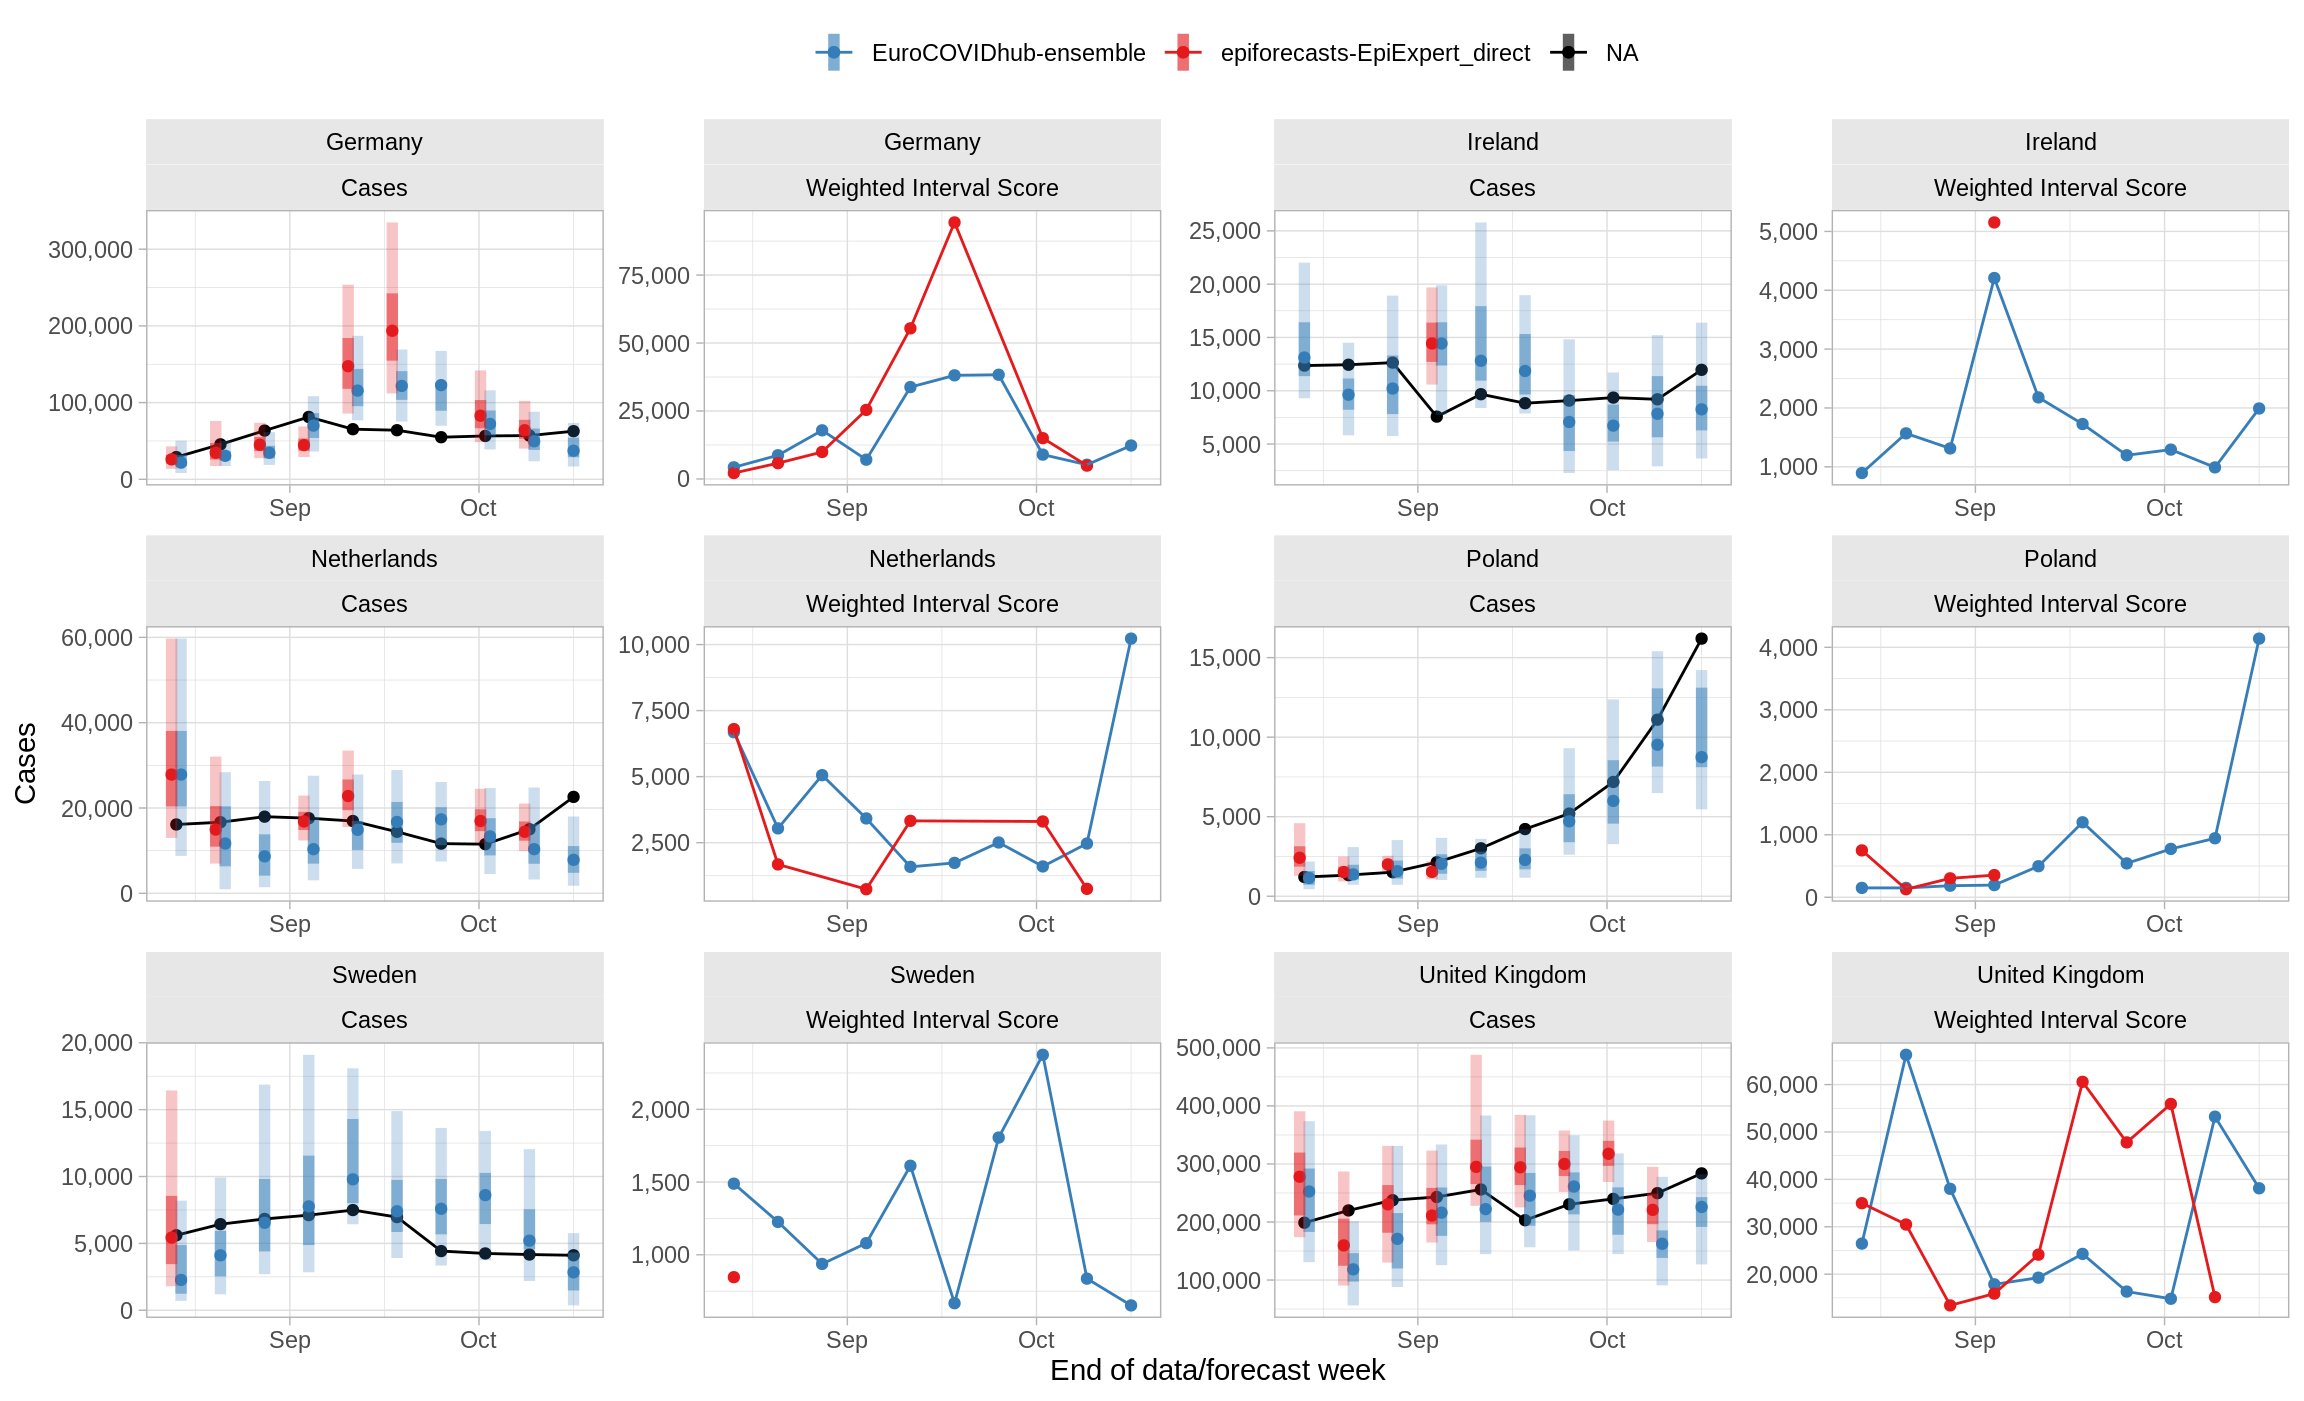 EuroCOVIDhub-ensemble epiforecasts-EpiExpert_direct NA
Germany Germany Ireland Ireland
Cases Weighted Interval Score Cases Weighted Interval Score
300,000
200,000
100,000
0
Sep Oct
75,000
50,000
25,000
0
Sep Oct
25,000
20,000
15,000
10,000
5,000
Sep Oct
5,000
4,000
3,000
2,000
1,000
Sep Oct
Netherlands Netherlands Poland Poland
Cases Weighted Interval Score Cases Weighted Interval Score
60,000
40,000
20,000
0
Sep Oct
10,000
7,500
5,000
2,500
Sep Oct
15,000
10,000
5,000
0
Sep Oct
4,000
3,000
2,000
1,000
0
Sep Oct
Sweden Sweden United Kingdom United Kingdom
Cases Weighted Interval Score Cases Weighted Interval Score
20,000
15,000
10,000
5,000
0
Sep Oct
2,000
1,500
1,000
Sep Oct
500,000
400,000
300,000
200,000
100,000
Sep Oct
60,000
50,000
40,000
30,000
20,000
Sep Oct
Cases
End of data/forecast week